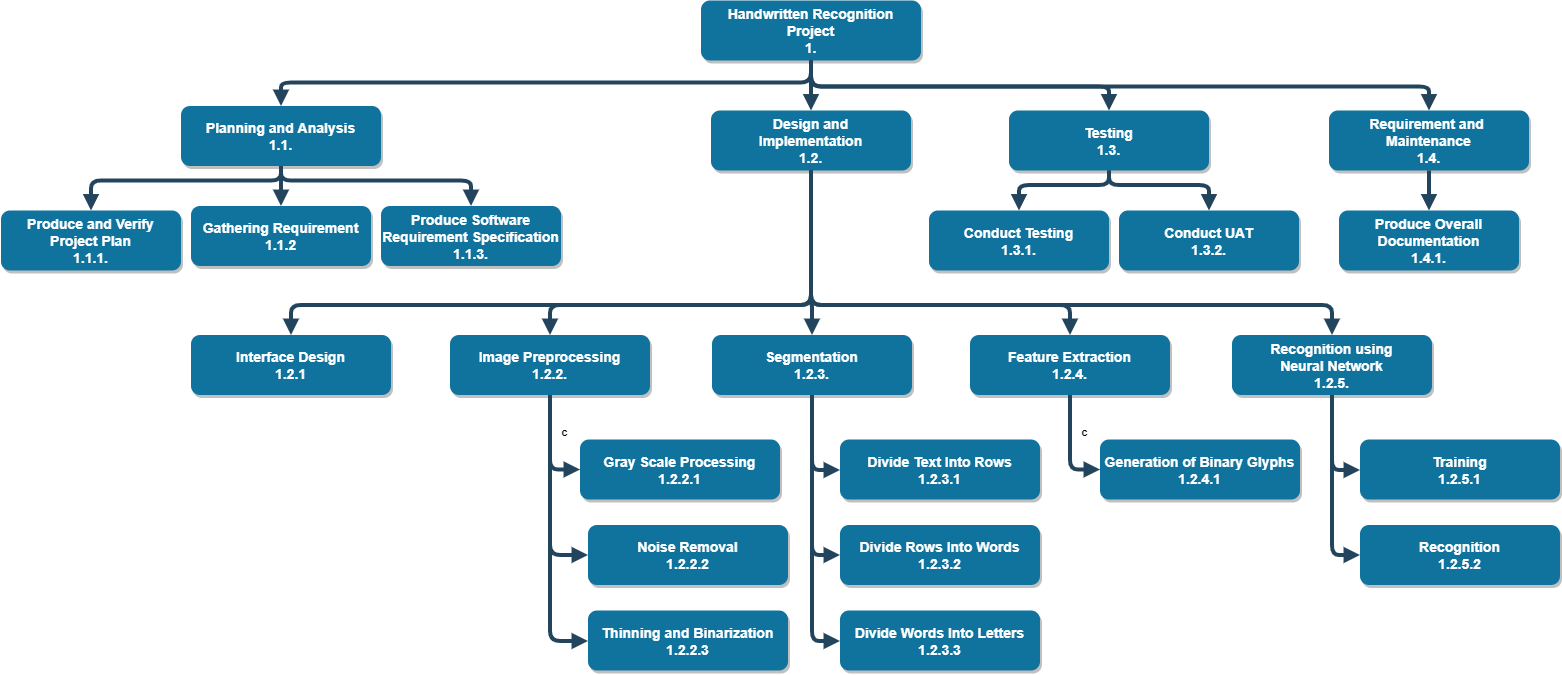 Handwritten Recognition
Project
1.
Planning and Analysis
1.1.
Design and
Implementation
1.2.
Testing
1.3.
Requirement and
Maintenance
1.4.
Produce and Verify
Project Plan
1.1.1.
Gathering Requirement
1.1.2
Produce Software
Requirement Specification
1.1.3.
Conduct Testing
1.3.1.
Conduct UAT
1.3.2.
Produce Overall
Documentation
1.4.1.
Interface Design
1.2.1
Image Preprocessing
1.2.2.
Segmentation
1.2.3.
Feature Extraction
1.2.4.
Recognition using
Neural Network
1.2.5.
c
Gray Scale Processing
1.2.2.1
Divide Text Into Rows
1.2.3.1
c
Generation of Binary Glyphs
1.2.4.1
Training
1.2.5.1
Noise Removal
1.2.2.2
Divide Rows Into Words
1.2.3.2
Recognition
1.2.5.2
Thinning and Binarization
1.2.2.3
Divide Words Into Letters
1.2.3.3